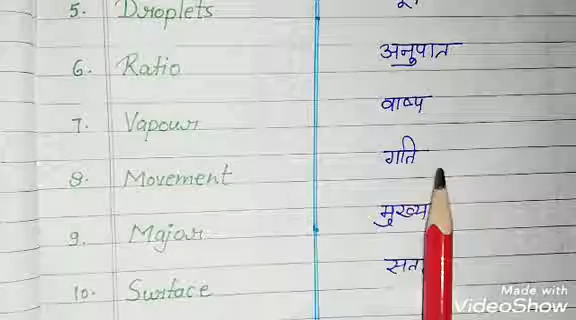 5. Droplets
6. Ratio अनुपात
7. Vapour वाष्प
8. Movement गति
9. Major मुख्य
10. Surface
Made with
VideoShow